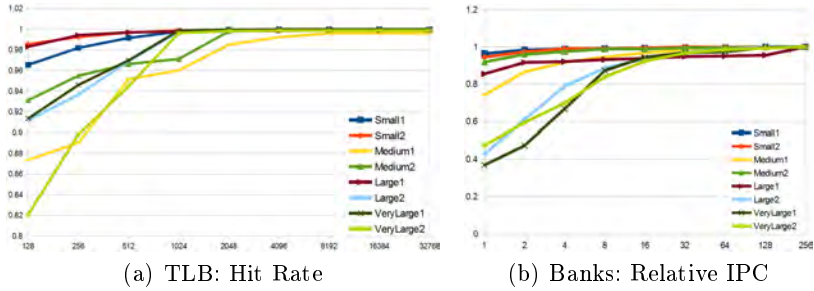 1.02
1
0.98
0.96
0.94
0.92
0.9
0.88
0.86
0.84
0.82
0.8
128 256 512 1024 2048 4096 8192 16384 32768
Small1
Small2
Medium1
Medium2
Large1
Large2
VeryLarge1
VeryLarge2
(a) TLB: Hit Rate
1.2
1
0.8
0.6
0.4
0.2
0
1 2 4 8 16 32 64 128 256
Small1
Small2
Medium1
Medium2
Large1
Large2
VeryLarge1
VeryLarge2
(b) Banks: Relative IPC